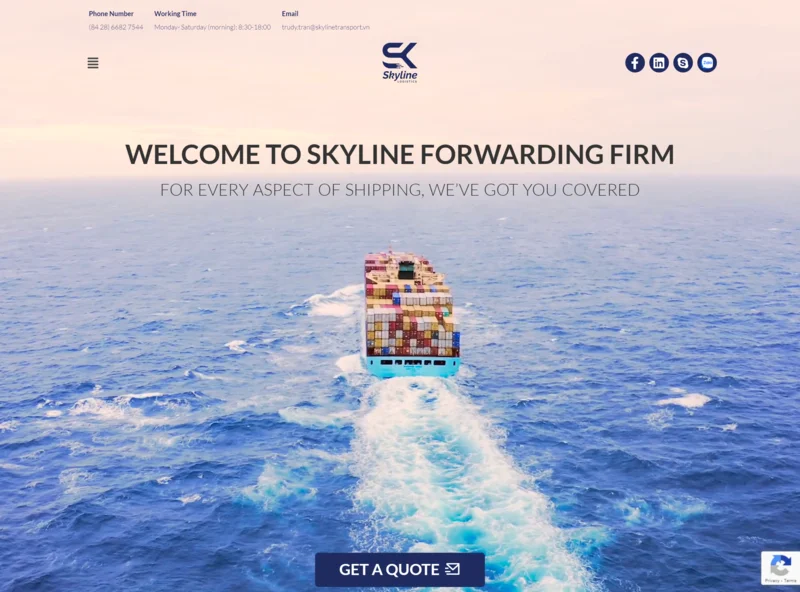 Phone Number
(84.28) 6682 7544
Working Time
Monday- Saturday (morning): 8:30-18:00
Email
trudy.tran@skylinetransport.vn
SK
Skyline
LOGISTICS
WELCOME TO SKYLINE FORWARDING FIRM
FOR EVERY ASPECT OF SHIPPING, WE'VE GOT YOU COVERED
GET A QUOTE
Privacy - Terms